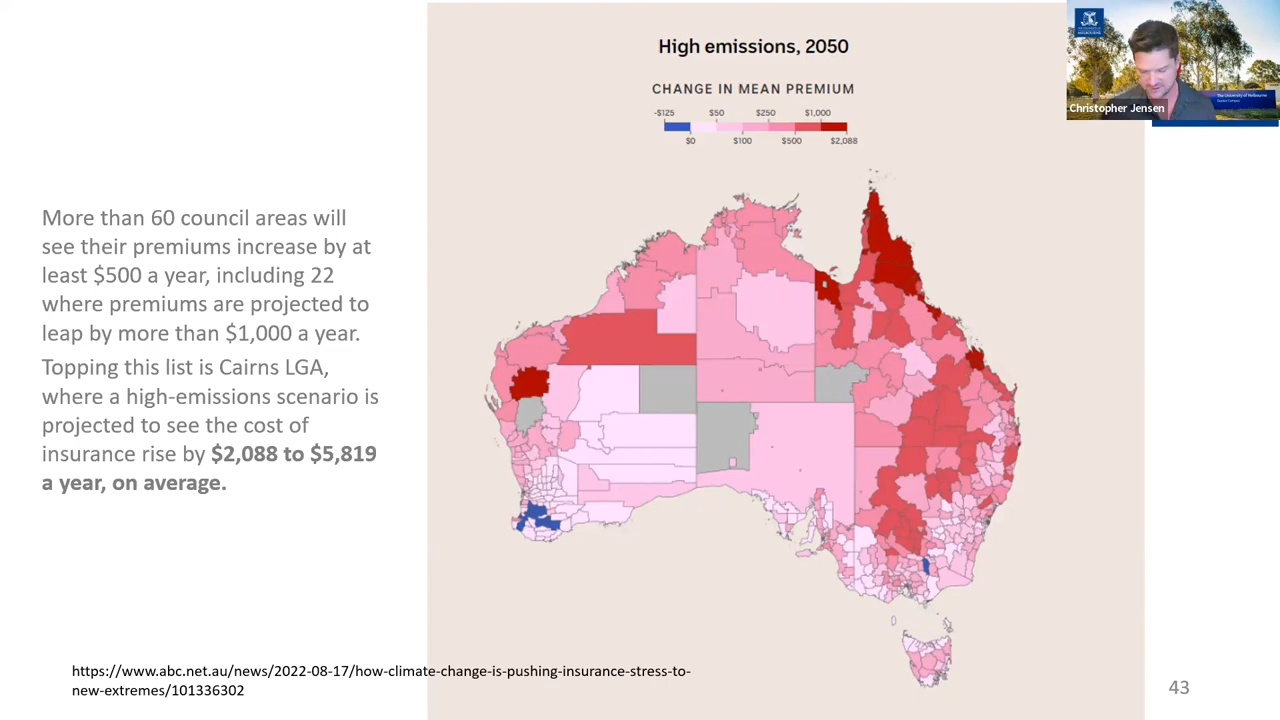 High emissions, 2050
CHANGE IN MEAN PREMIUM
-$125 $50 $250 $1,000
$0 $100 $500 $2,088
MELBOURNE
The University of Melbourne
Christopher Jensen
More than 60 council areas will
see their premiums increase by at
least $500 a year, including 22
where premiums are projected to
leap by more than $1,000 a year.
Topping this list is Cairns LGA,
where a high-emissions scenario is
projected to see the cost of
insurance rise by $2,088 to $5,819
a year, on average.
https://www.abc.net.au/news/2022-08-17/how-climate-change-is-pushing-insurance-stress-to-
new-extremes/101336302
43